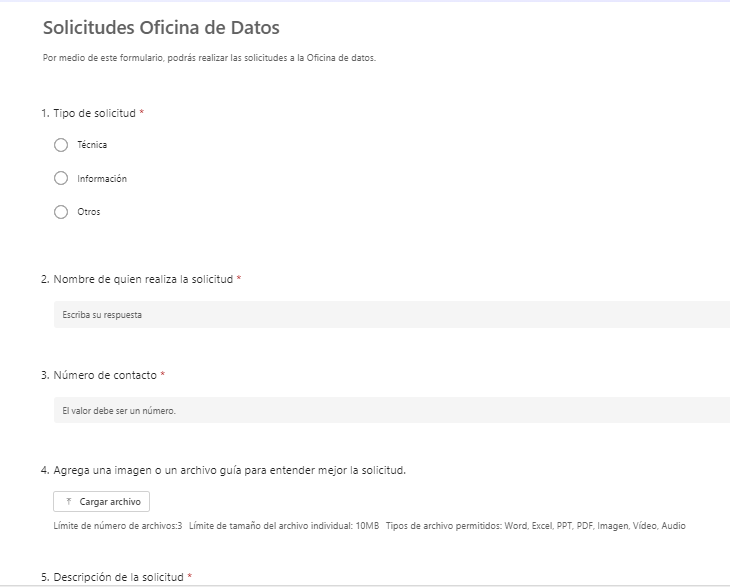 Solicitudes Oficina de Datos
Por medio de este formulario, podrás realizar las solicitudes a la Oficina de datos.
1. Tipo de solicitud *
Técnica
Información
Otros
2. Nombre de quien realiza la solicitud *
Escriba su respuesta
3. Número de contacto *
El valor debe ser un número.
4. Agrega una imagen o un archivo guía para entender mejor la solicitud.
Cargar archivo
Límite de número de archivos:3 Límite de tamaño del archivo individual: 10MB Tipos de archivo permitidos: Word, Excel, PPT, PDF, Imagen, Vídeo, Audio
5. Descripción de la solicitud *